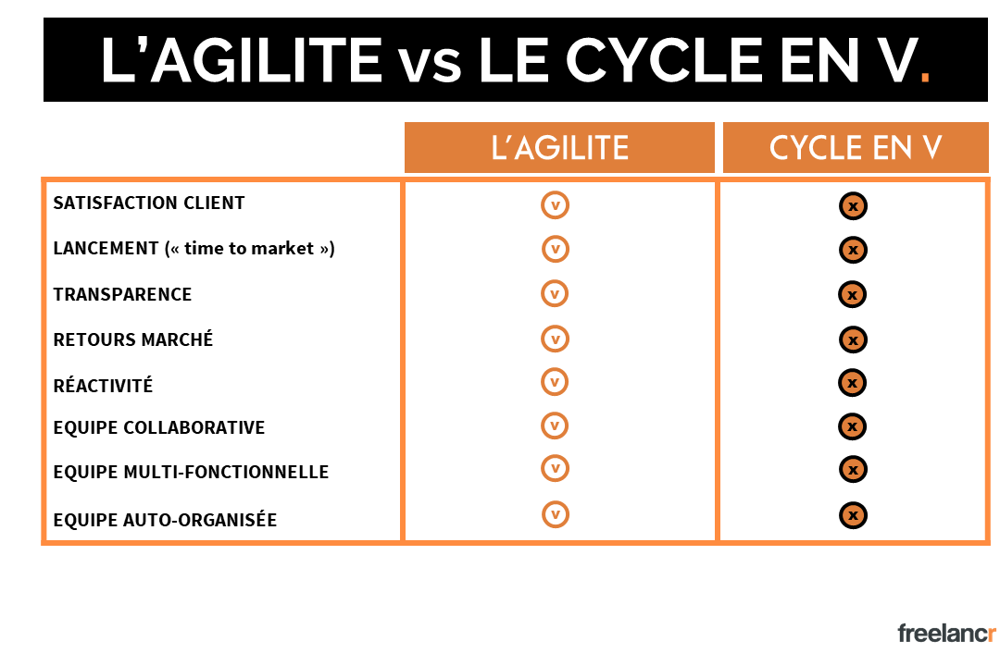 L'AGILITE vs LE CYCLE EN V.
L'AGILITE CYCLE EN V
SATISFACTION CLIENT v x
LANCEMENT (« time to market ») v x
TRANSPARENCE v x
RETOURS MARCHÉ v x
RÉACTIVITÉ v x
EQUIPE COLLABORATIVE v x
EQUIPE MULTI-FONCTIONNELLE v x
EQUIPE AUTO-ORGANISÉE v x
freelancr